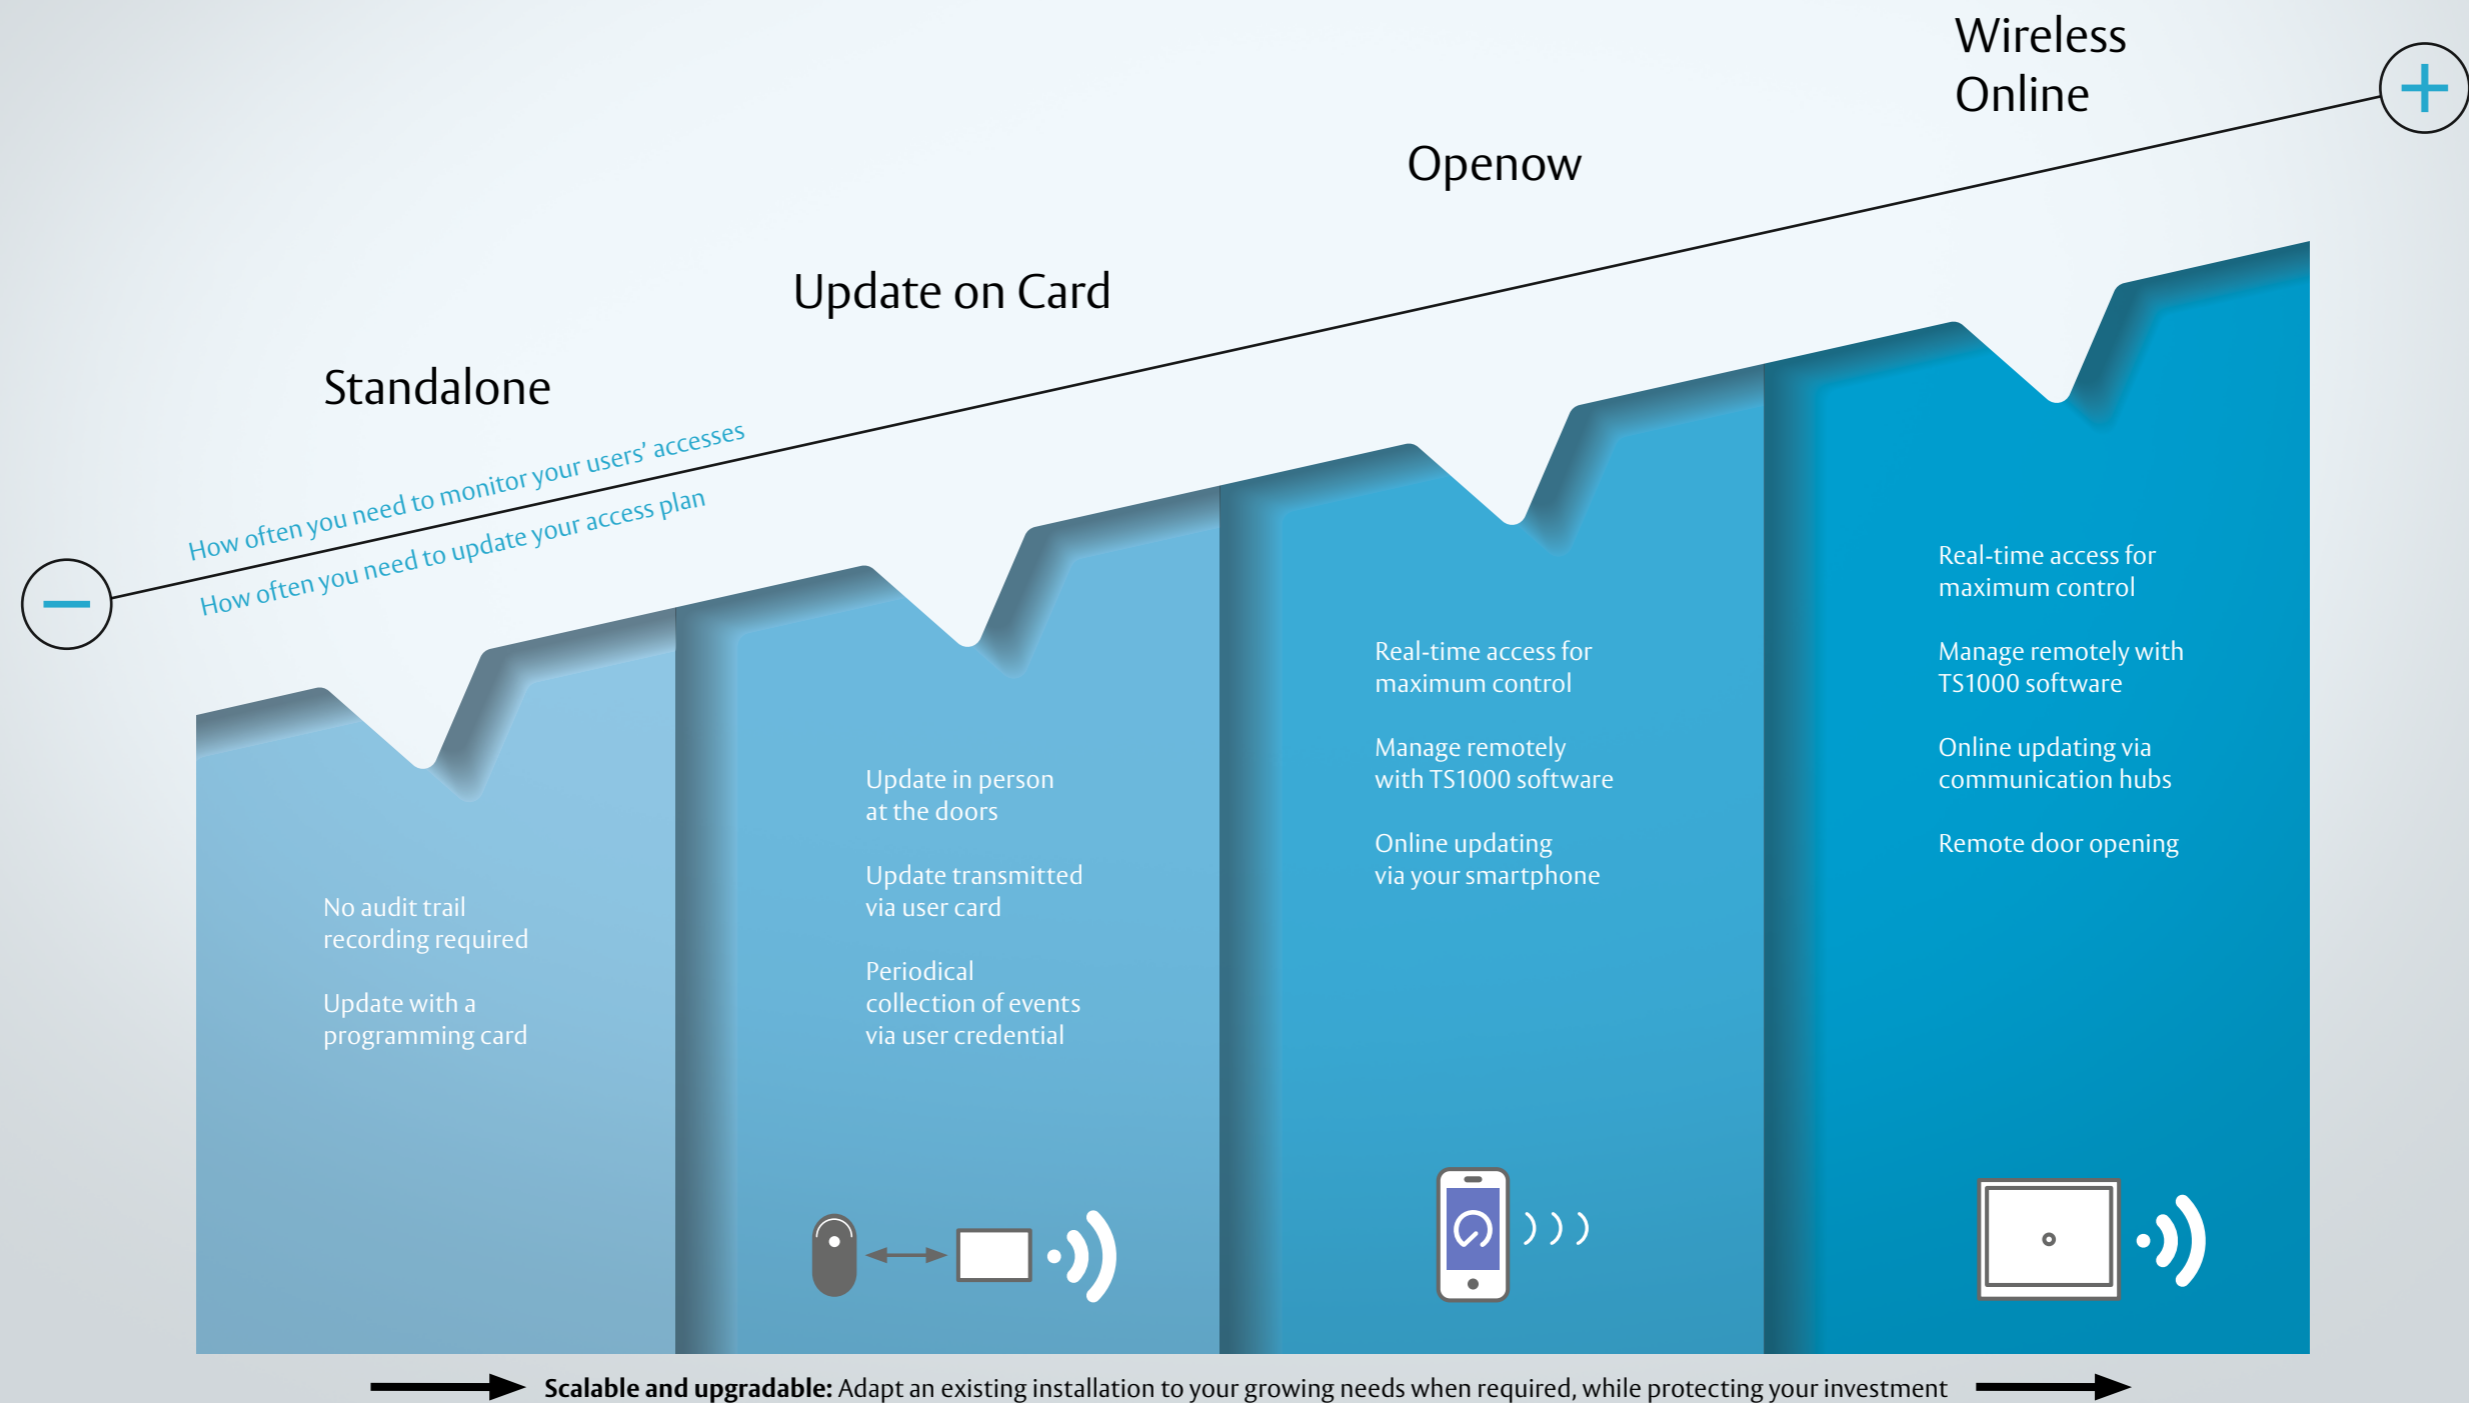 Wireless
Online
Openow
Update on Card
Standalone
How often you need to monitor your users’ accesses
How often you need to update your access plan
No audit trail
recording required
Update with a
programming card
Update in person
at the doors
Update transmitted
via user card
Periodical
collection of events
via user credential
Real-time access for
maximum control
Manage remotely
with TS1000 software
Online updating
via your smartphone
Real-time access for
maximum control
Manage remotely with
TS1000 software
Online updating via
communication hubs
Remote door opening
Scalable and upgradable: Adapt an existing installation to your growing needs when required, while protecting your investment